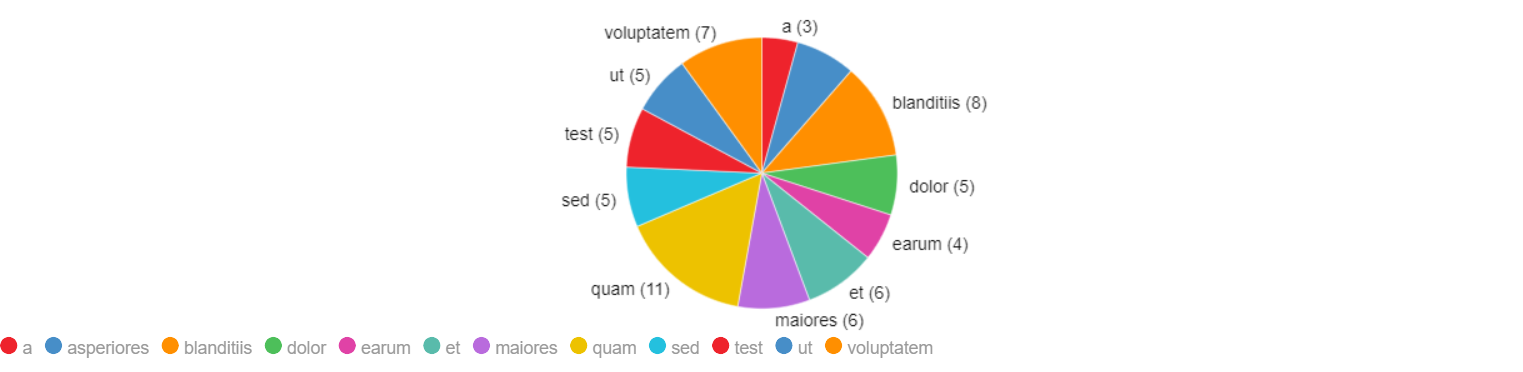 a (3)
voluptatem (7)
ut (5)
blanditiis (8)
test (5)
dolor (5)
sed (5)
earum (4)
quam (11)
et (6)
maiores (6)
a asperiores blanditiis dolor earum et maiores quam sed test ut voluptatem